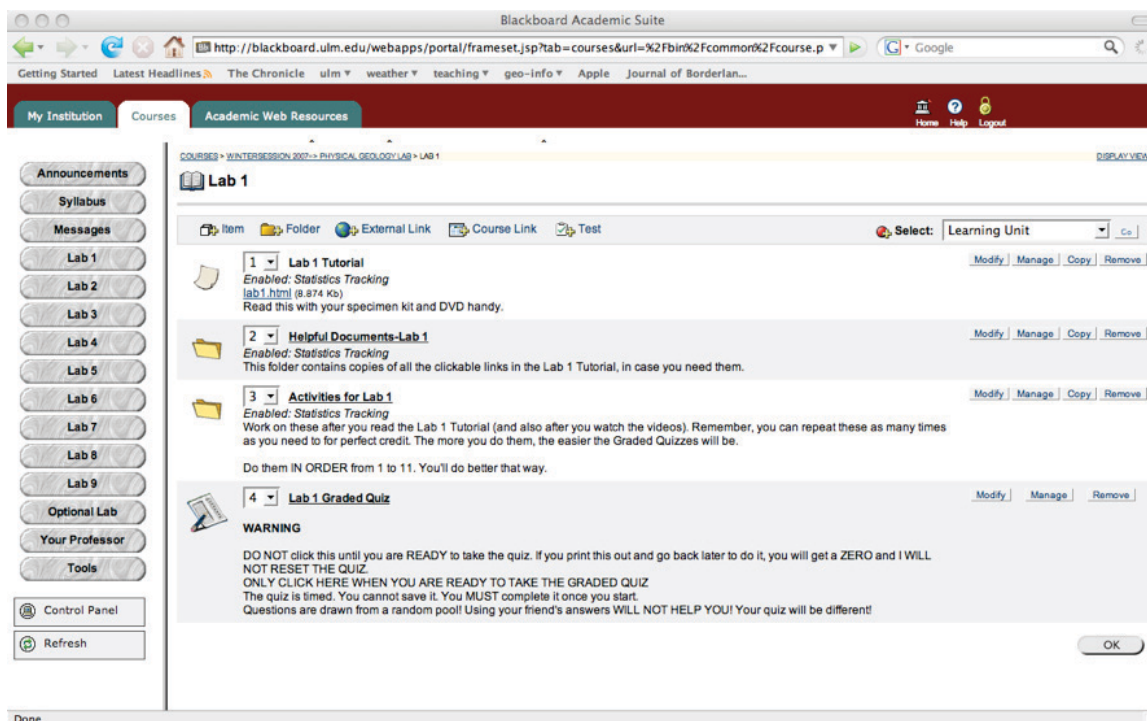 Blackboard Academic Suite
http://blackboard.ulm.edu/webapps/portal/frameset.jsp?tab=courses&url=%2Fbin%2Fcommon%2Fcourse.p
G Google
Getting Started Latest Headlines The Chronicle ulm weather teaching geo-info Apple Journal of Borderlan...
My Institution Courses Academic Web Resources
Home Help Logout
COURSES > WINTERSESSION 2007--> PHYSICAL GEOLOGY LAB > LAB 1
DISPLAY VIEW
Lab 1
Announcements
Syllabus
Messages
Lab 1
Lab 2
Lab 3
Lab 4
Lab 5
Lab 6
Lab 7
Lab 8
Lab 9
Optional Lab
Your Professor
Tools
Control Panel
Refresh
Item Folder External Link Course Link Test
Select: Learning Unit Go
1 Lab 1 Tutorial
Modify Manage Copy Remove
Enabled: Statistics Tracking
lab1.html (8.874 Kb)
Read this with your specimen kit and DVD handy.
2 Helpful Documents-Lab 1
Modify Manage Copy Remove
Enabled: Statistics Tracking
This folder contains copies of all the clickable links in the Lab 1 Tutorial, in case you need them.
3 Activities for Lab 1
Modify Manage Copy Remove
Enabled: Statistics Tracking
Work on these after you read the Lab 1 Tutorial (and also after you watch the videos). Remember, you can repeat these as many times
as you need to for perfect credit. The more you do them, the easier the Graded Quizzes will be.
Do them IN ORDER from 1 to 11. You'll do better that way.
4 Lab 1 Graded Quiz
Modify Manage Remove
WARNING
DO NOT click this until you are READY to take the quiz. If you print this out and go back later to do it, you will get a ZERO and I WILL
NOT RESET THE QUIZ.
ONLY CLICK HERE WHEN YOU ARE READY TO TAKE THE GRADED QUIZ
The quiz is timed. You cannot save it. You MUST complete it once you start.
Questions are drawn from a random pool! Using your friend's answers WILL NOT HELP YOU! Your quiz will be different!
OK
Done